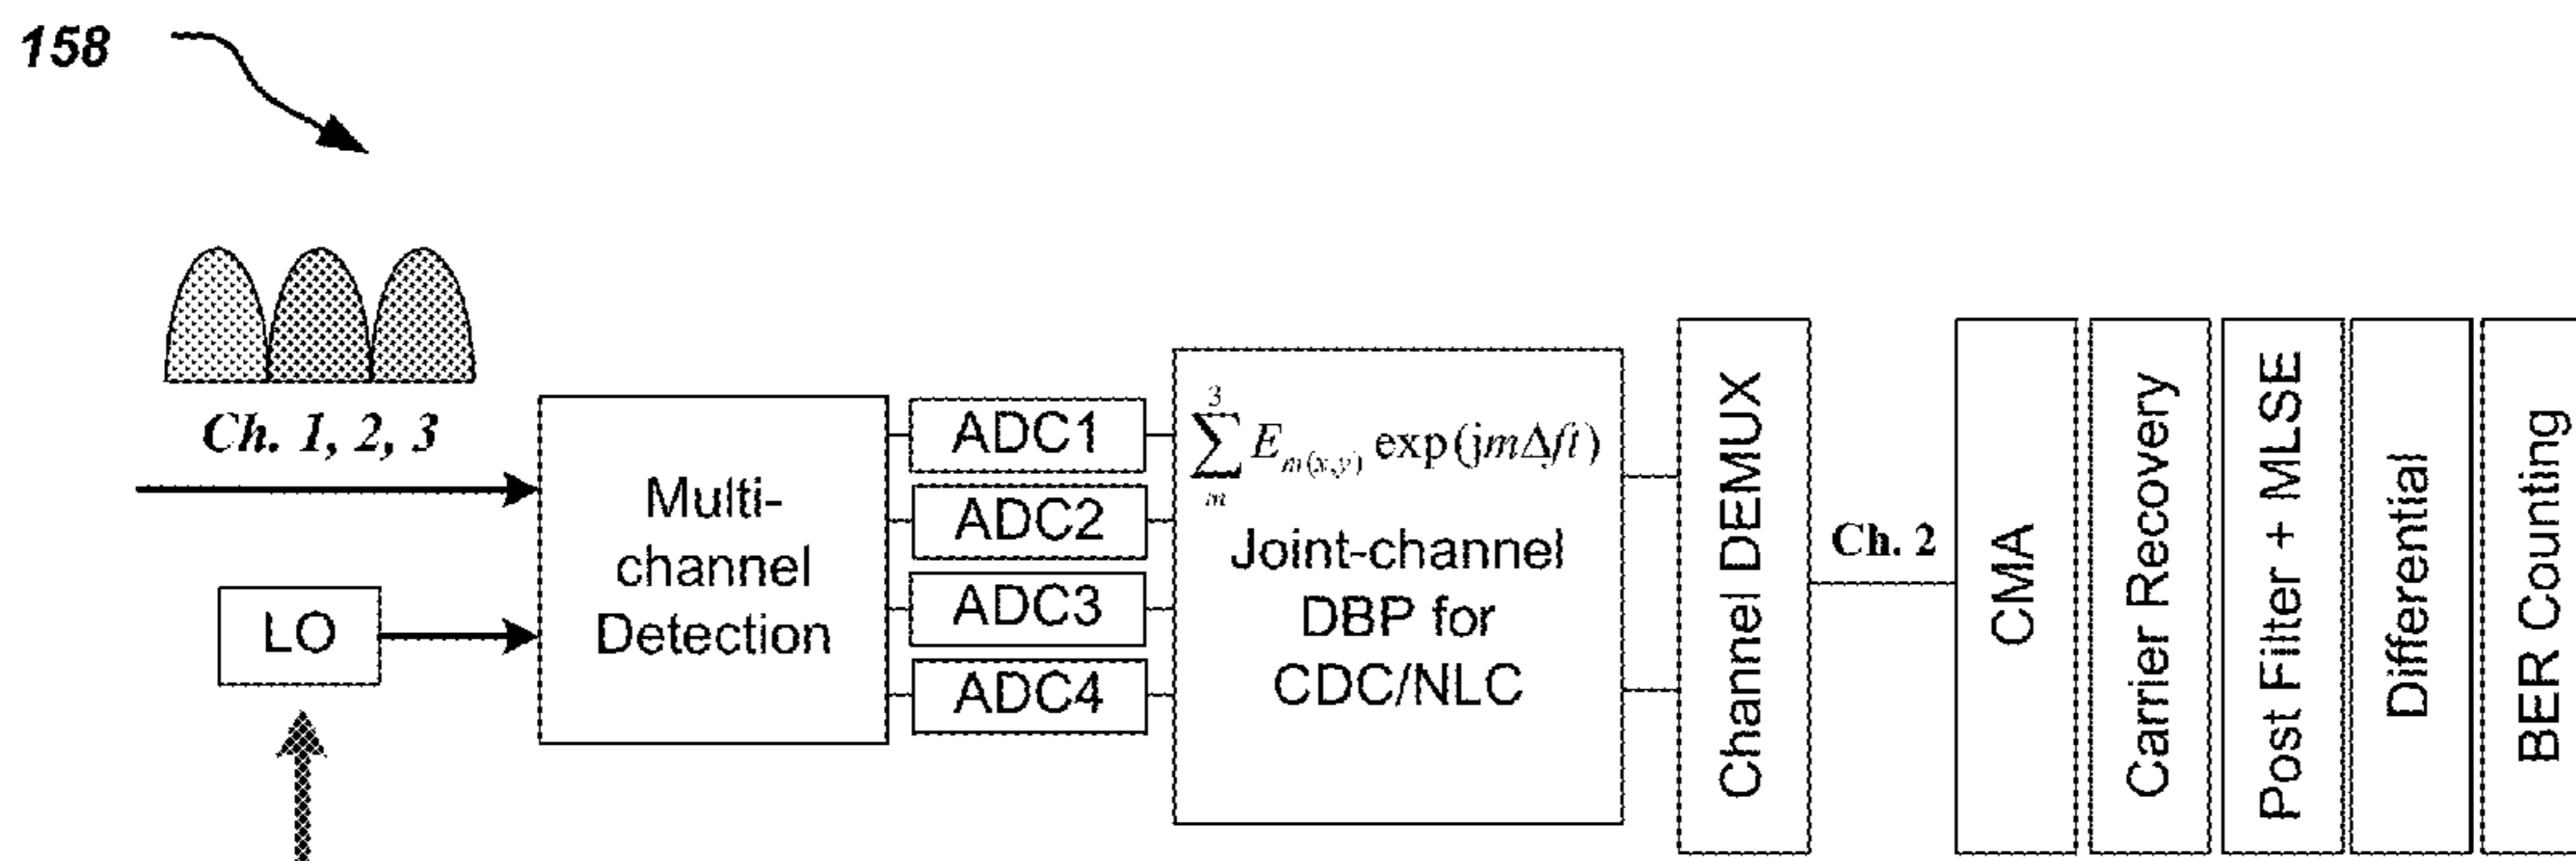 158
Ch. 1, 2, 3
LO
Multi-
channel
Detection
ADC1
ADC2
ADC3
ADC4
3
∑ E_m(x,y) exp(jmΔft)
m
Joint-channel
DBP for
CDC/NLC
Channel DEMUX
Ch. 2
CMA
Carrier Recovery
Post Filter + MLSE
Differential
BER Counting